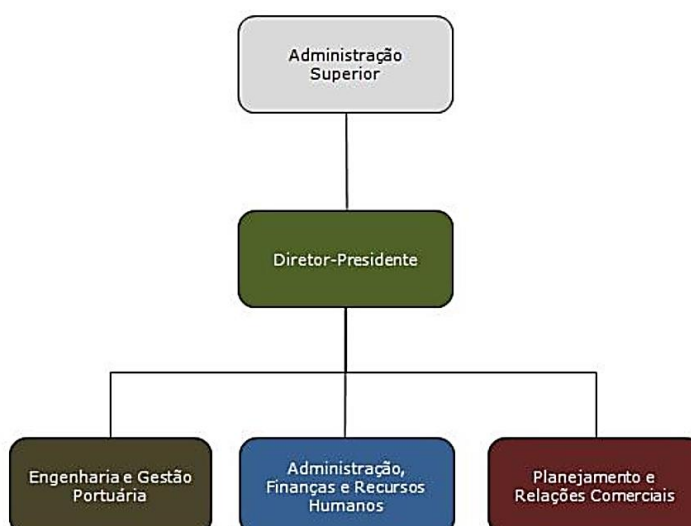 Administração
Superior
Diretor-Presidente
Engenharia e Gestão
Portuária
Administração,
Finanças e Recursos
Humanos
Planejamento e
Relações Comerciais